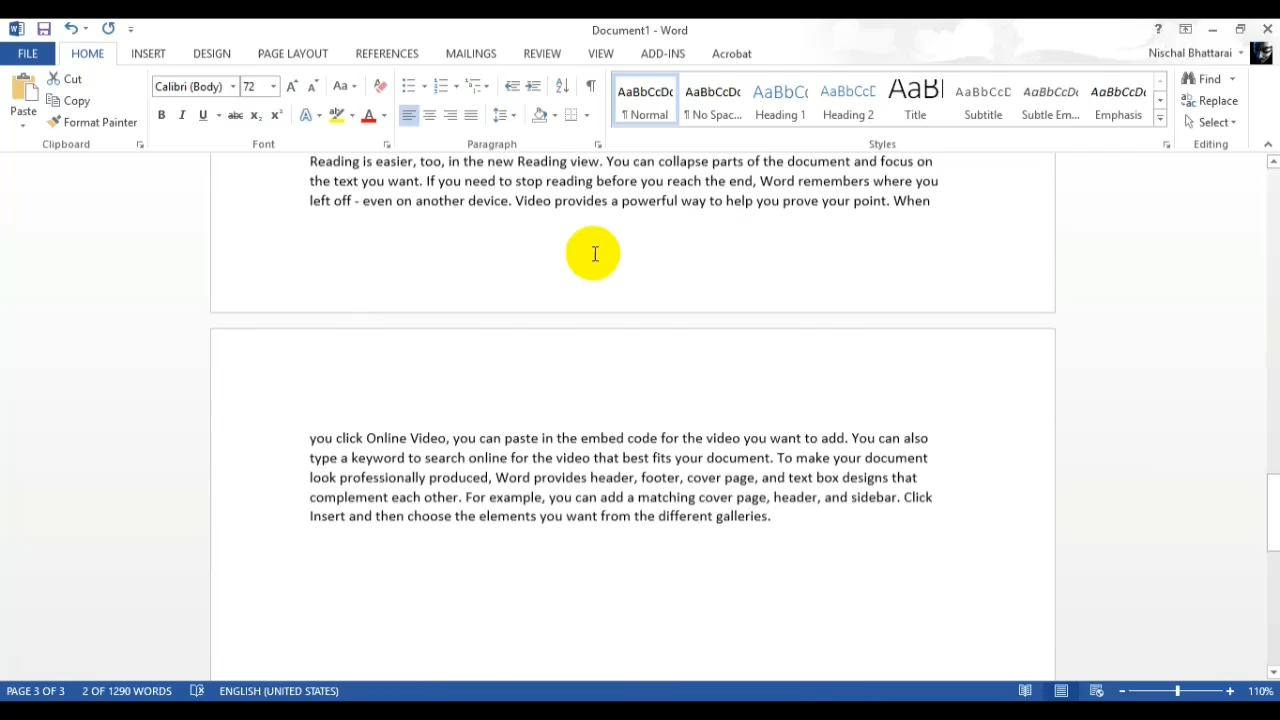 Document1 - Word
FILE HOME INSERT DESIGN PAGE LAYOUT REFERENCES MAILINGS REVIEW VIEW ADD-INS Acrobat Nischal Bhattarai
Cut
Calibri (Body) 72 Aa
Find
Copy
Replace
Paste
Format Painter
B I U abc X₂ X²
Select
AaBbCcDc AaBbCcDc AaBbCc AaBbCcD AaBl AaBbCcD AaBbCcDc AaBbCcDc
¶ Normal ¶ No Spac... Heading 1 Heading 2 Title Subtitle Subtle Em... Emphasis
Clipboard Font Paragraph Styles Editing
Reading is easier, too, in the new Reading view. You can collapse parts of the document and focus on
the text you want. If you need to stop reading before you reach the end, Word remembers where you
left off - even on another device. Video provides a powerful way to help you prove your point. When
you click Online Video, you can paste in the embed code for the video you want to add. You can also
type a keyword to search online for the video that best fits your document. To make your document
look professionally produced, Word provides header, footer, cover page, and text box designs that
complement each other. For example, you can add a matching cover page, header, and sidebar. Click
Insert and then choose the elements you want from the different galleries.
PAGE 3 OF 3 2 OF 1290 WORDS ENGLISH (UNITED STATES) 110%